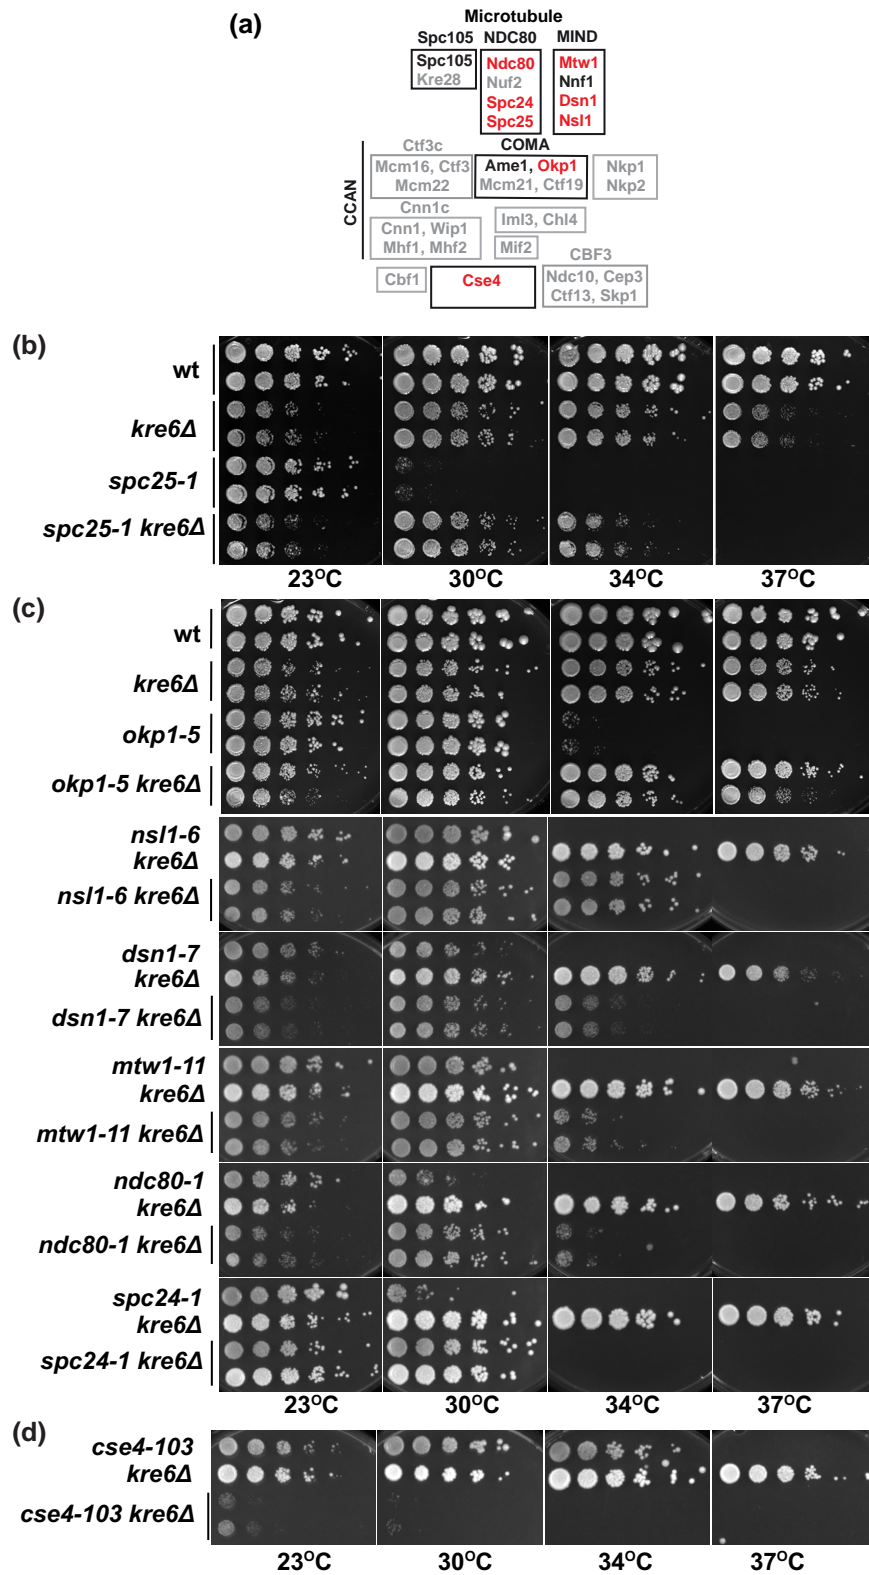 (a)
Microtubule
Spc105 NDC80 MIND
Spc105 Ndc80 Mtw1
Kre28 Nuf2 Nnf1
Spc24 Dsn1
Spc25 Nsl1
Ctf3c COMA
Mcm16, Ctf3 Ame1, Okp1 Nkp1
Mcm22 Mcm21, Ctf19 Nkp2
CCAN
Cnn1c
Cnn1, Wip1 Iml3, Chl4
Mhf1, Mhf2 Mif2
CBF3
Cbf1 Cse4 Ndc10, Cep3
Ctf13, Skp1
(b)
wt
kre6Δ
spc25-1
spc25-1 kre6Δ
23°C 30°C 34°C 37°C
(c)
wt
kre6Δ
okp1-5
okp1-5 kre6Δ
nsl1-6
kre6Δ
nsl1-6 kre6Δ
dsn1-7
kre6Δ
dsn1-7 kre6Δ
mtw1-11
kre6Δ
mtw1-11 kre6Δ
ndc80-1
kre6Δ
ndc80-1 kre6Δ
spc24-1
kre6Δ
spc24-1 kre6Δ
23°C 30°C 34°C 37°C
(d)
cse4-103
kre6Δ
cse4-103 kre6Δ
23°C 30°C 34°C 37°C